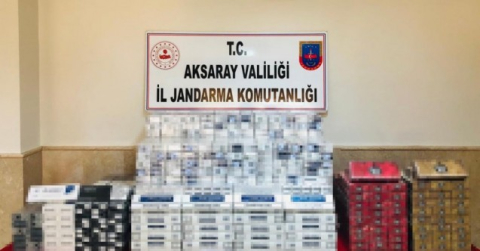 T.C.
AKSARAY VALİLİĞİ
İL JANDARMA KOMUTANLIĞI